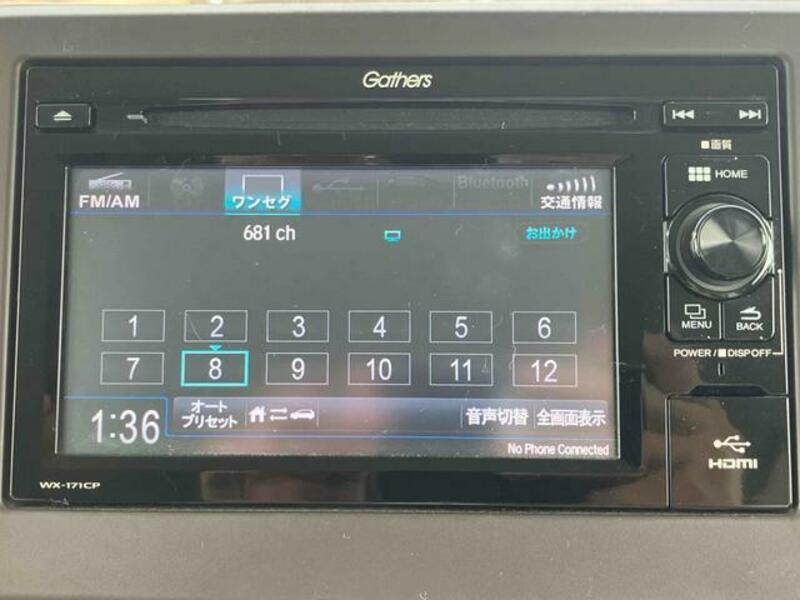 Gathers
■画質
HOME
FM/AM
ワンセグ
Bluetooth
交通情報
681 ch
お出かけ
1 2 3 4 5 6
7 8 9 10 11 12
MENU
BACK
POWER/■DISP OFF
1:36
オート
プリセット
音声切替
全画面表示
No Phone Connected
HDMI
WX-171CP